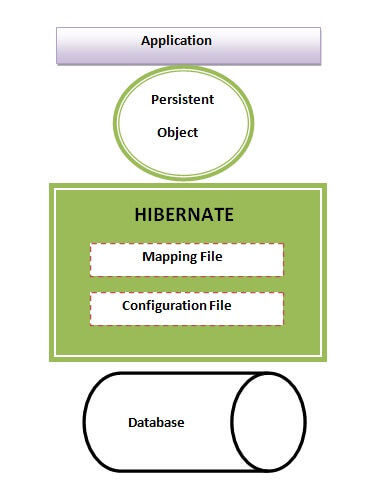 Application
Persistent
Object
HIBERNATE
Mapping File
Configuration File
Database